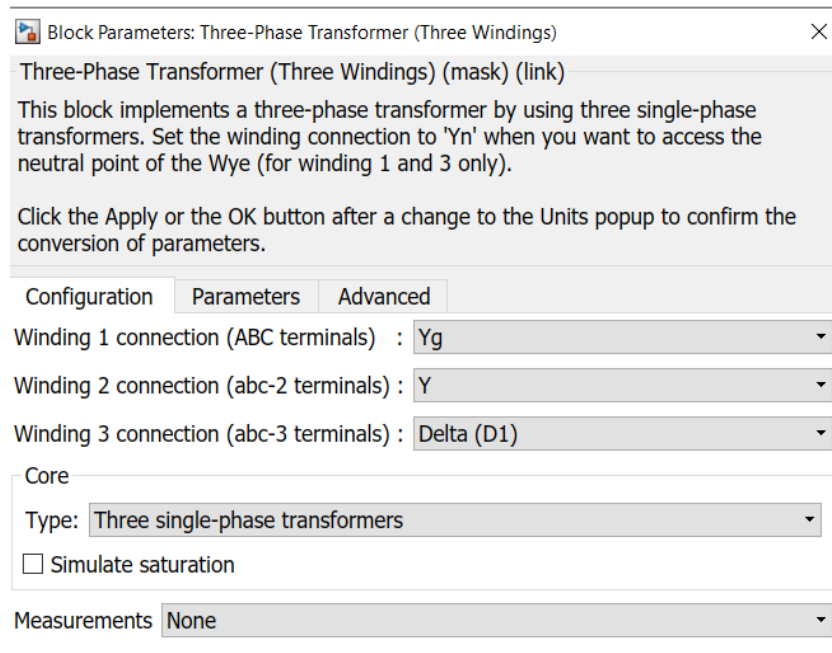 Block Parameters: Three-Phase Transformer (Three Windings)
Three-Phase Transformer (Three Windings) (mask) (link)
This block implements a three-phase transformer by using three single-phase
transformers. Set the winding connection to 'Yn' when you want to access the
neutral point of the Wye (for winding 1 and 3 only).
Click the Apply or the OK button after a change to the Units popup to confirm the
conversion of parameters.
Configuration Parameters Advanced
Winding 1 connection (ABC terminals) : Yg
Winding 2 connection (abc-2 terminals) : Y
Winding 3 connection (abc-3 terminals) : Delta (D1)
Core
Type: Three single-phase transformers
Simulate saturation
Measurements None